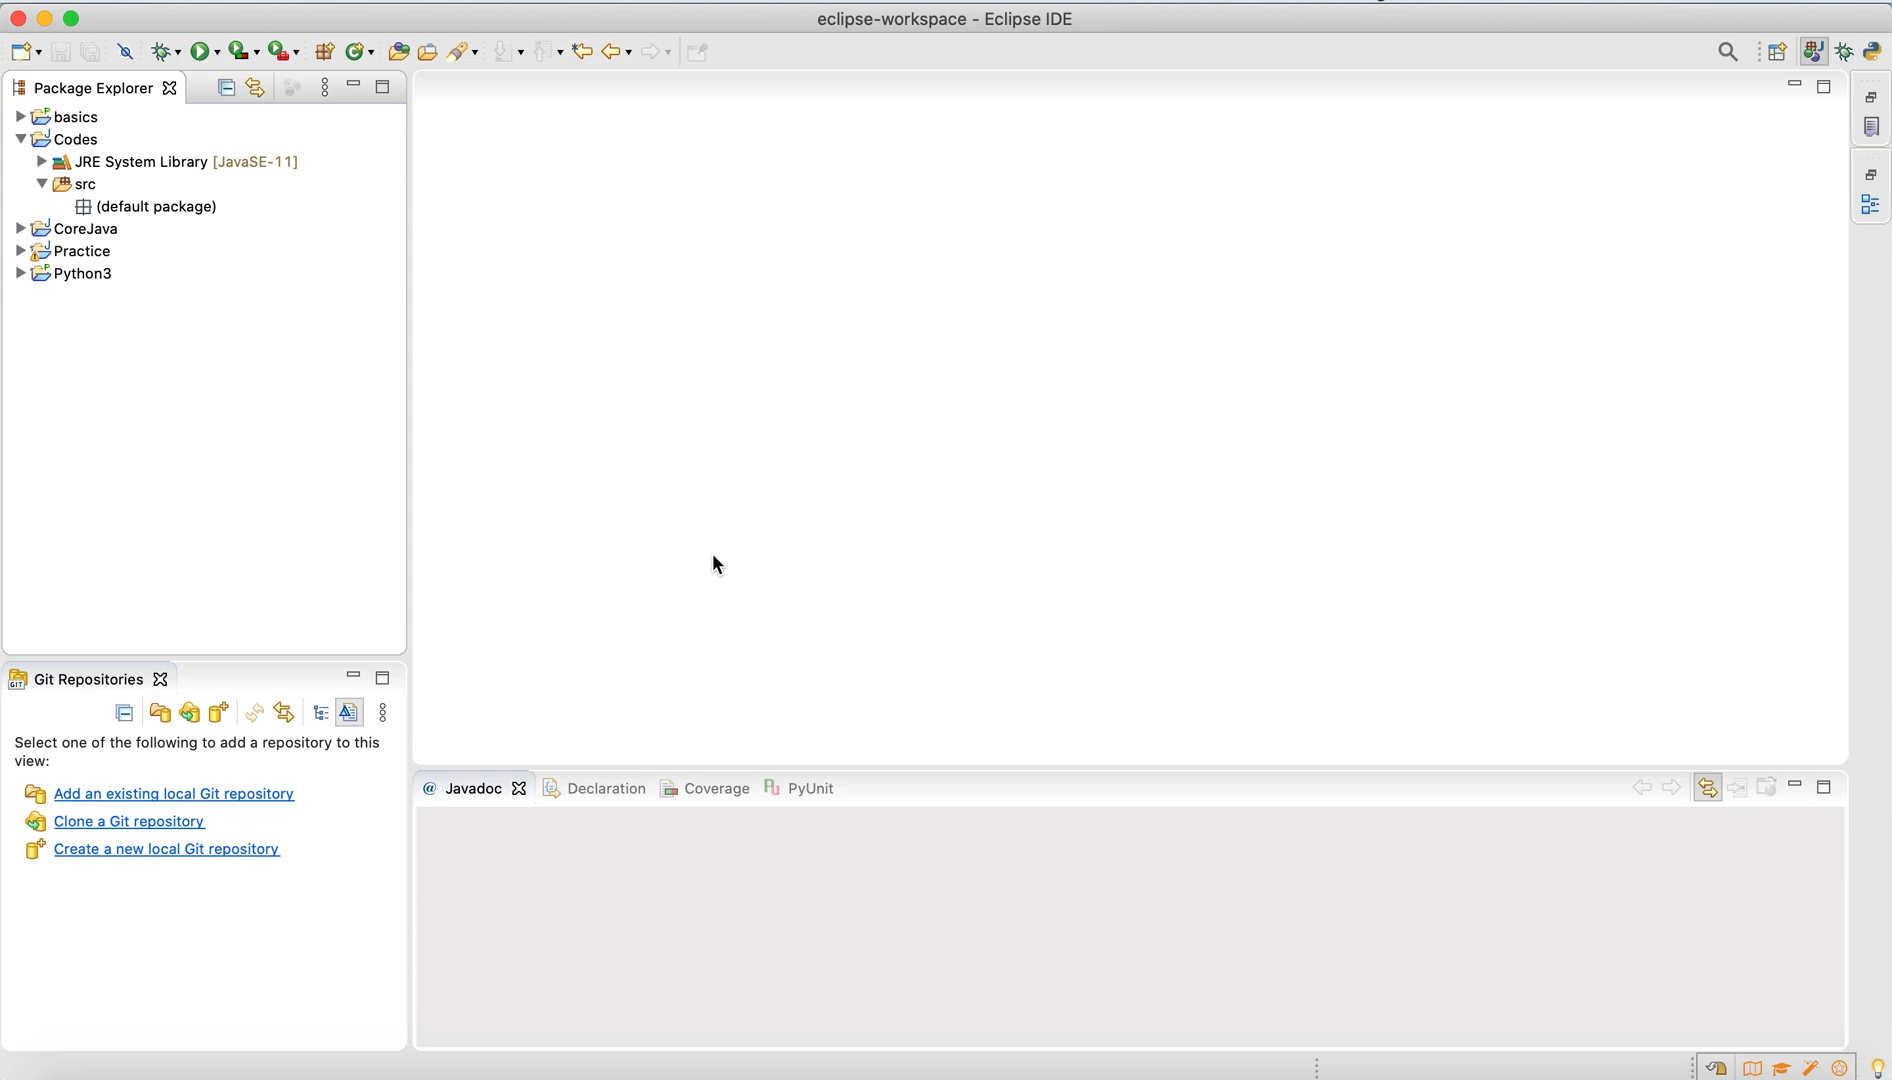 eclipse-workspace - Eclipse IDE
Package Explorer
basics
Codes
JRE System Library [JavaSE-11]
src
(default package)
CoreJava
Practice
Python3
Git Repositories
Select one of the following to add a repository to this
view:
Add an existing local Git repository
Clone a Git repository
Create a new local Git repository
@ Javadoc
Declaration
Coverage
PyUnit